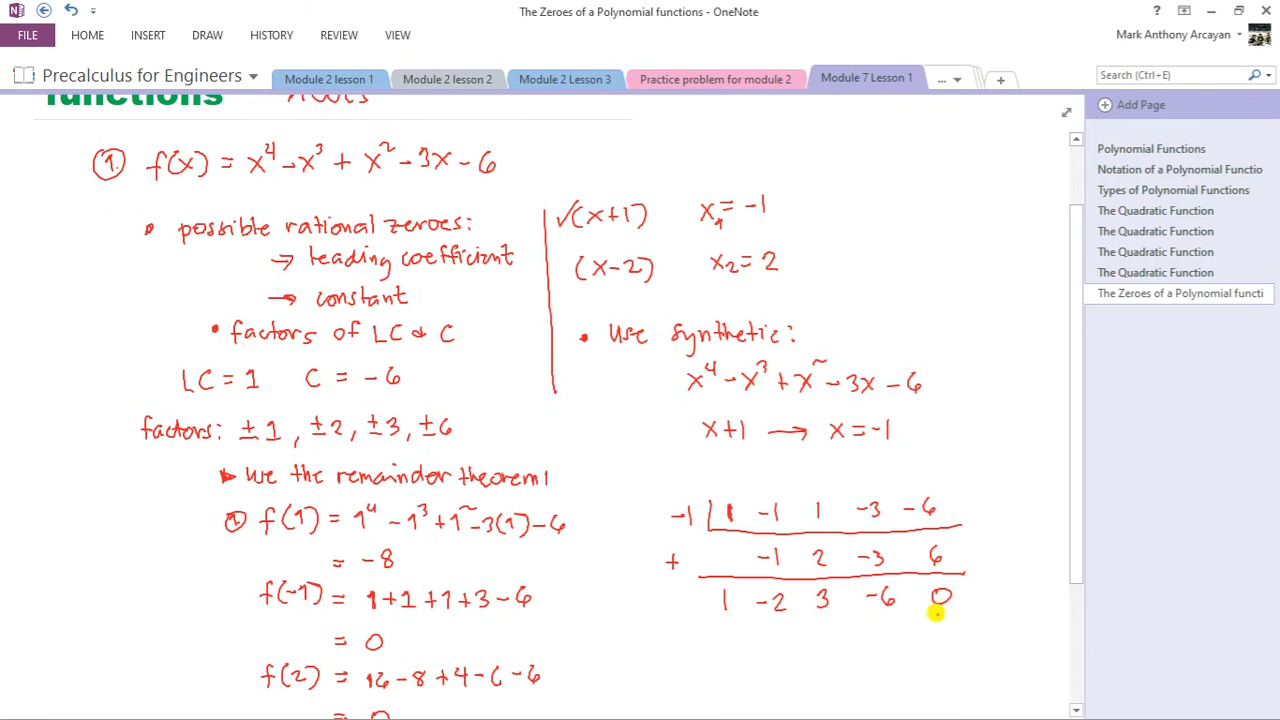 The Zeroes of a Polynomial functions - OneNote
FILE HOME INSERT DRAW HISTORY REVIEW VIEW
Mark Anthony Arcayan
Precalculus for Engineers
Module 2 lesson 1
Module 2 lesson 2
Module 2 Lesson 3
Practice problem for module 2
Module 7 Lesson 1
...
Search (Ctrl+E)
Add Page
Polynomial Functions
Notation of a Polynomial Functio
Types of Polynomial Functions
The Quadratic Function
The Quadratic Function
The Quadratic Function
The Quadratic Function
The Zeroes of a Polynomial functi
functions
① f(x) = x⁴ - x³ + x² - 3x - 6
• possible rational zeroes:
→ leading coefficient
→ constant
• factors of LC & C
LC = 1 C = -6
factors: ±1, ±2, ±3, ±6
▸ use the remainder theorem
① f(1) = 1⁴ - 1³ + 1² - 3(1) - 6
= -8
f(-1) = 1+1+1+3-6
= 0
f(2) = 16-8+4-6-6
= 0
✓(x+1) x₁ = -1
(x-2) x₂ = 2
• Use synthetic:
x⁴ - x³ + x² - 3x - 6
x+1 → x = -1
-1 | 1 -1 1 -3 -6
+ -1 2 -3 6
1 -2 3 -6 0